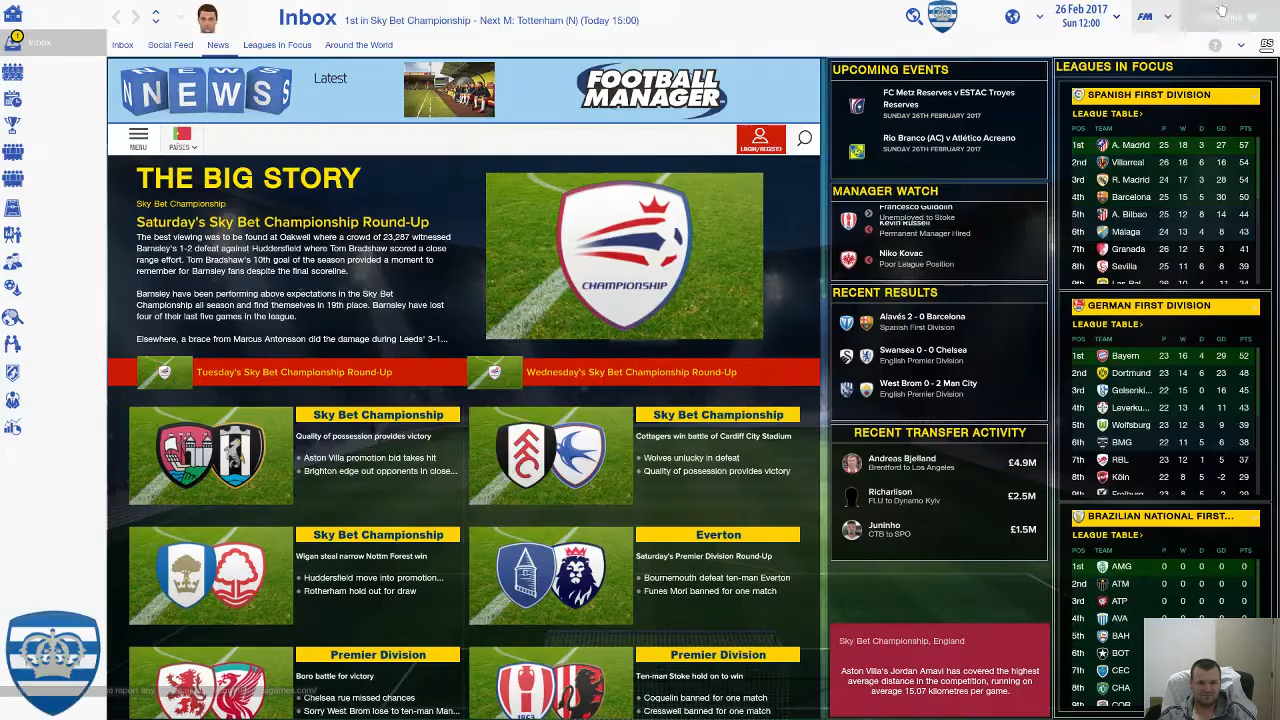 Inbox
1st in Sky Bet Championship - Next M: Tottenham (N) (Today 15:00)
26 Feb 2017
Sun 12:00
FM
1
Inbox
Inbox
Social Feed
News
Leagues In Focus
Around the World
?
BS
NEWS
Latest
FOOTBALL
MANAGER
MENU
PAÍSES
LOGIN/REGISTO
THE BIG STORY
Sky Bet Championship
Saturday's Sky Bet Championship Round-Up
The best viewing was to be found at Oakwell where a crowd of 23,287 witnessed
Barnsley's 1-2 defeat against Huddersfield where Tom Bradshaw scored a close
range effort. Tom Bradshaw's 10th goal of the season provided a moment to
remember for Barnsley fans despite the final scoreline.
Barnsley have been performing above expectations in the Sky Bet
Championship all season and find themselves in 19th place. Barnsley have lost
four of their last five games in the league.
Elsewhere, a brace from Marcus Antonsson did the damage during Leeds' 3-1...
CHAMPIONSHIP
Tuesday's Sky Bet Championship Round-Up
Wednesday's Sky Bet Championship Round-Up
Sky Bet Championship
Quality of possession provides victory
Aston Villa promotion bid takes hit
Brighton edge out opponents in close...
Sky Bet Championship
Cottagers win battle of Cardiff City Stadium
Wolves unlucky in defeat
Quality of possession provides victory
Sky Bet Championship
Wigan steal narrow Nottm Forest win
Huddersfield move into promotion...
Rotherham hold out for draw
Everton
Saturday's Premier Division Round-Up
Bournemouth defeat ten-man Everton
Funes Mori banned for one match
Premier Division
Boro battle for victory
Chelsea rue missed chances
Sorry West Brom lose to ten-man Man...
Premier Division
Ten-man Stoke hold on to win
Coquelin banned for one match
Cresswell banned for one match
1863
UPCOMING EVENTS
FC Metz Reserves v ESTAC Troyes
Reserves
SUNDAY 26TH FEBRUARY 2017
Rio Branco (AC) v Atlético Acreano
SUNDAY 26TH FEBRUARY 2017
MANAGER WATCH
Francesco Guidolin
Unemployed to Stoke
Kevin Russell
Permanent Manager Hired
Niko Kovac
Poor League Position
RECENT RESULTS
Alavés 2 - 0 Barcelona
Spanish First Division
Swansea 0 - 0 Chelsea
English Premier Division
West Brom 0 - 2 Man City
English Premier Division
RECENT TRANSFER ACTIVITY
Andreas Bjelland £4.9M
Brentford to Los Angeles
Richarlison £2.5M
FLU to Dynamo Kyiv
Juninho £1.5M
CTB to SPO
Sky Bet Championship, England
Aston Villa's Jordan Amavi has covered the highest
average distance in the competition, running on
average 15.07 kilometres per game.
LEAGUES IN FOCUS
SPANISH FIRST DIVISION
LEAGUE TABLE>
POS TEAM P W D GD PTS
1st A. Madrid 25 18 3 27 57
2nd Villarreal 26 16 6 16 54
3rd R. Madrid 24 17 3 28 54
4th Barcelona 25 15 5 30 50
5th A. Bilbao 25 12 8 14 44
6th Málaga 24 13 4 8 43
7th Granada 26 12 5 3 41
8th Sevilla 25 11 6 8 39
GERMAN FIRST DIVISION
LEAGUE TABLE>
POS TEAM P W D GD PTS
1st Bayern 23 16 4 29 52
2nd Dortmund 23 14 6 23 48
3rd Gelsenki... 22 15 0 16 45
4th Leverku... 22 13 4 11 43
5th Wolfsburg 23 12 3 9 39
6th BMG 22 11 5 6 38
7th RBL 23 12 1 5 37
8th Köln 22 8 5 -2 29
9th Freiburg 23 8 5 2 29
BRAZILIAN NATIONAL FIRST...
LEAGUE TABLE>
POS TEAM P W D GD PTS
1st AMG 0 0 0 0 0
2nd ATM 0 0 0 0 0
3rd ATP 0 0 0 0 0
4th AVA
5th BAH
6th BOT
7th CEC
8th CHA
9th COR